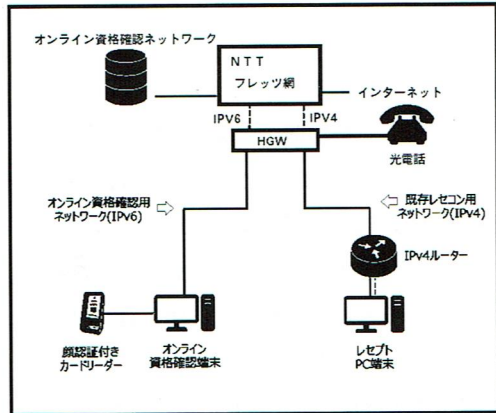 オンライン資格確認ネットワーク
NTT
フレッツ網
インターネット
IPV6
IPV4
HGW
光電話
オンライン資格確認用
ネットワーク(IPv6)
既存レセコン用
ネットワーク(IPv4)
IPv4ルーター
顔認証付き
カードリーダー
オンライン
資格確認端末
レセプト
PC端末